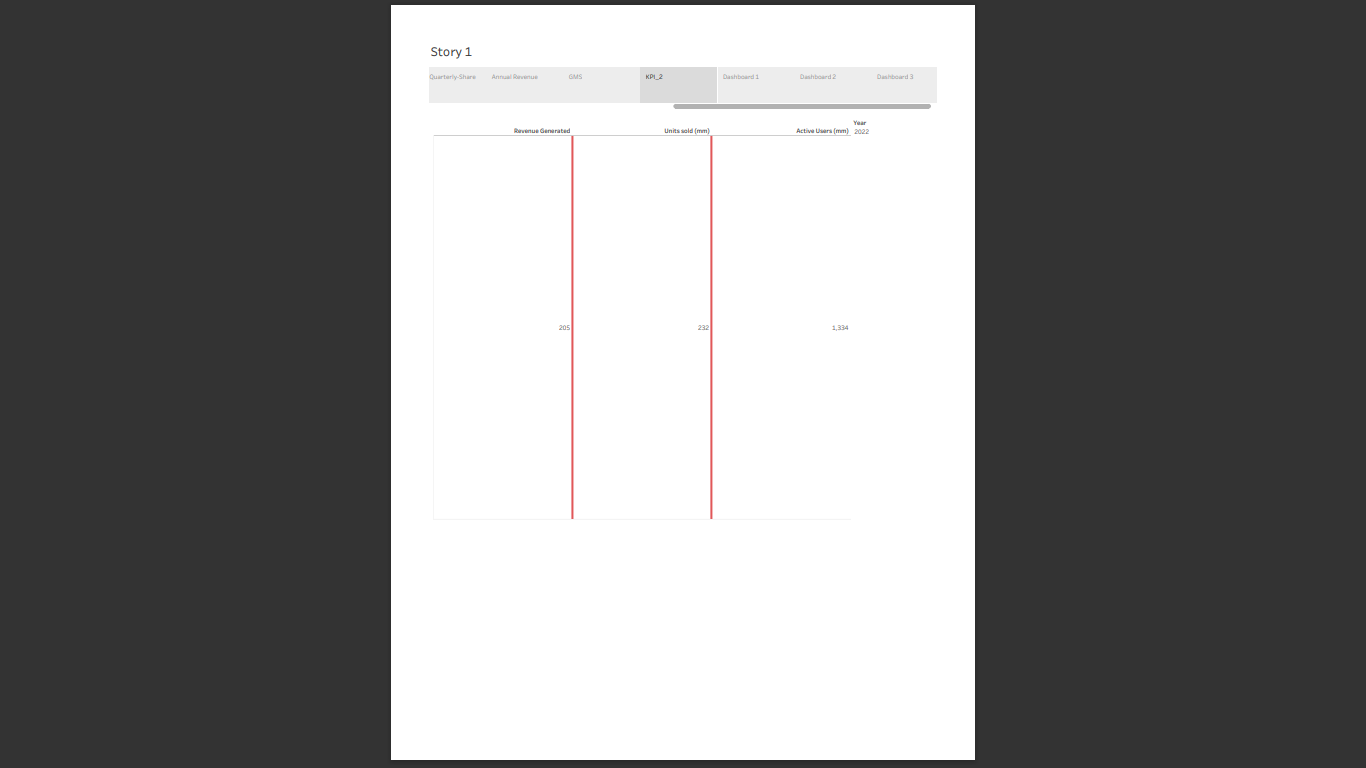 Story 1
Quarterly-Share Annual Revenue GMS KPI_2 Dashboard 1 Dashboard 2 Dashboard 3
Year
Revenue Generated Units sold (mm) Active Users (mm) 2022
205 232 1,334